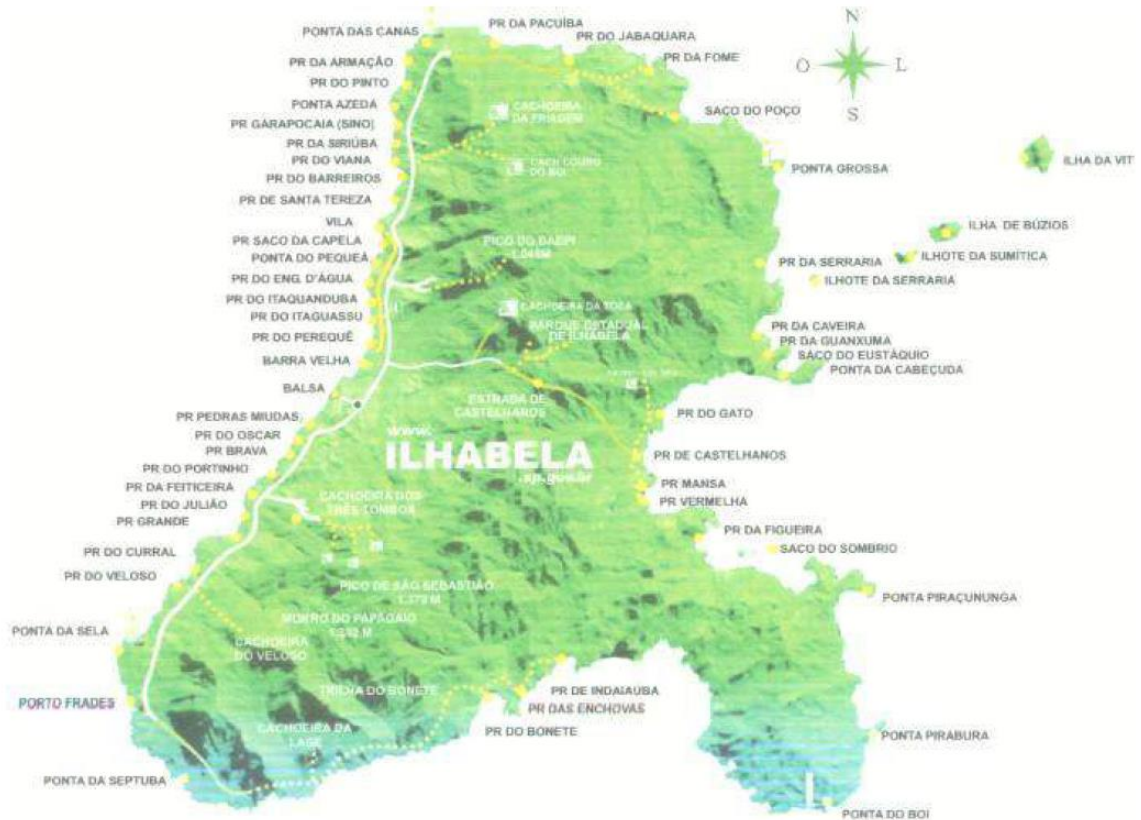 PONTA DAS CANAS
PR DA PACUÍBA
PR DO JABAQUARA
PR DA FOME
PR DA ARMAÇÃO
PR DO PINTO
PONTA AZEDA
PR GARAPOCAIA (SINO)
PR DA SIRIÚBA
PR DO VIANA
PR DO BARREIROS
PR DE SANTA TEREZA
VILA
PR SACO DA CAPELA
PONTA DO PEQUEÁ
PR DO ENG. D'ÁGUA
PR DO ITAQUANDUBA
PR DO ITAGUASSU
PR DO PEREQUÊ
BARRA VELHA
BALSA
PR PEDRAS MIUDAS
PR DO OSCAR
PR BRAVA
PR DO PORTINHO
PR DA FEITICEIRA
PR DO JULIÃO
PR GRANDE
PR DO CURRAL
PR DO VELOSO
PONTA DA SELA
PORTO FRADES
PONTA DA SEPTUBA
N
O
L
S
SACO DO POÇO
PONTA GROSSA
ILHA DA VIT
ILHA DE BÚZIOS
ILHOTE DA SUMÍTICA
PR DA SERRARIA
ILHOTE DA SERRARIA
PR DA CAVEIRA
PR DA GUANXUMA
SACO DO EUSTÁQUIO
PONTA DA CABEÇUDA
PR DO GATO
PR DE CASTELHANOS
PR MANSA
PR VERMELHA
PR DA FIGUEIRA
SACO DO SOMBRIO
PONTA PIRAÇUNUNGA
PR DE INDAIAÚBA
PR DAS ENCHOVAS
PR DO BONETE
PONTA PIRABURA
PONTA DO BOI
CACHOEIRA
DA FRIAGEM
CACH COURO
DO BOI
PICO DO BAEPI
CACHOEIRA DA TOCA
PARQUE ESTADUAL
DE ILHABELA
ESTRADA DE
CASTELHANOS
www.
ILHABELA
.sp.gov.br
CACHOEIRA DOS
TRÊS TOMBOS
PICO DE SÃO SEBASTIÃO
MORRO DO PAPAGAIO
CACHOEIRA
DO VELOSO
TRILHA DO BONETE
CACHOEIRA DA
LAGE